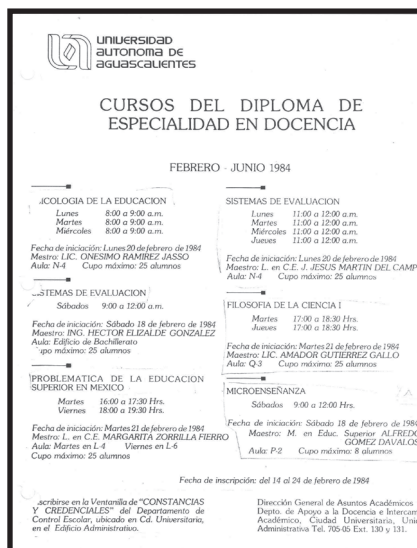 UNIVERSIDAD
AUTONOMA DE
AGUASCALIENTES
CURSOS DEL DIPLOMA DE
ESPECIALIDAD EN DOCENCIA
FEBRERO - JUNIO 1984
.ICOLOGIA DE LA EDUCACION
Lunes 8:00 a 9:00 a.m.
Martes 8:00 a 9:00 a.m.
Miércoles 8:00 a 9:00 a.m.
Fecha de iniciación: Lunes 20 de febrero de 1984
Mestro: LIC. ONESIMO RAMIREZ JASSO
Aula: N-4 Cupo máximo: 25 alumnos
.STEMAS DE EVALUACION
Sábados 9:00 a 12:00 a.m.
Fecha de iniciación: Sábado 18 de febrero de 1984
Maestro: ING. HECTOR ELIZALDE GONZALEZ
Aula: Edificio de Bachillerato
.upo máximo: 25 alumnos
PROBLEMATICA DE LA EDUCACION
SUPERIOR EN MEXICO
Martes 16:00 a 17:30 Hrs.
Viernes 18:00 a 19:30 Hrs.
Fecha de iniciación: Martes 21 de febrero de 1984
Mestro: L. en C.E. MARGARITA ZORRILLA FIERRO
Aula: Martes en L-4 Viernes en L-6
Cupo máximo: 25 alumnos
SISTEMAS DE EVALUACION
Lunes 11:00 a 12:00 a.m.
Martes 11:00 a 12:00 a.m.
Miércoles 11:00 a 12:00 a.m.
Jueves 11:00 a 12:00 a.m.
Fecha de iniciación: Lunes 20 de febrero de 1984
Maestro: L. en C.E. J. JESUS MARTIN DEL CAMP
Aula: N-4 Cupo máximo: 25 alumnos
FILOSOFIA DE LA CIENCIA I
Martes 17:00 a 18:30 Hrs.
Jueves 17:00 a 18:30 Hrs.
Fecha de iniciación: Martes 21 de febrero de 1984
Maestro: LIC. AMADOR GUTIERREZ GALLO
Aula: Q-3 Cupo máximo: 25 alumnos
MICROENSEÑANZA
Sábados 9:00 a 12:00 Hrs.
Fecha de iniciación: Sábado 18 de febrero de 1984
Maestro: M. en Educ. Superior ALFREDO
GOMEZ DAVALOS
Aula: P-2 Cupo máximo: 8 alumnos
Fecha de inscripción: del 14 al 24 de febrero de 1984
.scribirse en la Ventanilla de "CONSTANCIAS
Y CREDENCIALES" del Departamento de
Control Escolar, ubicado en Cd. Universitaria,
en el Edificio Administrativo.
Dirección General de Asuntos Académicos
Depto. de Apoyo a la Docencia e Intercam
Académico, Ciudad Universitaria, Uni
Administrativa Tel. 705-05 Ext. 130 y 131.